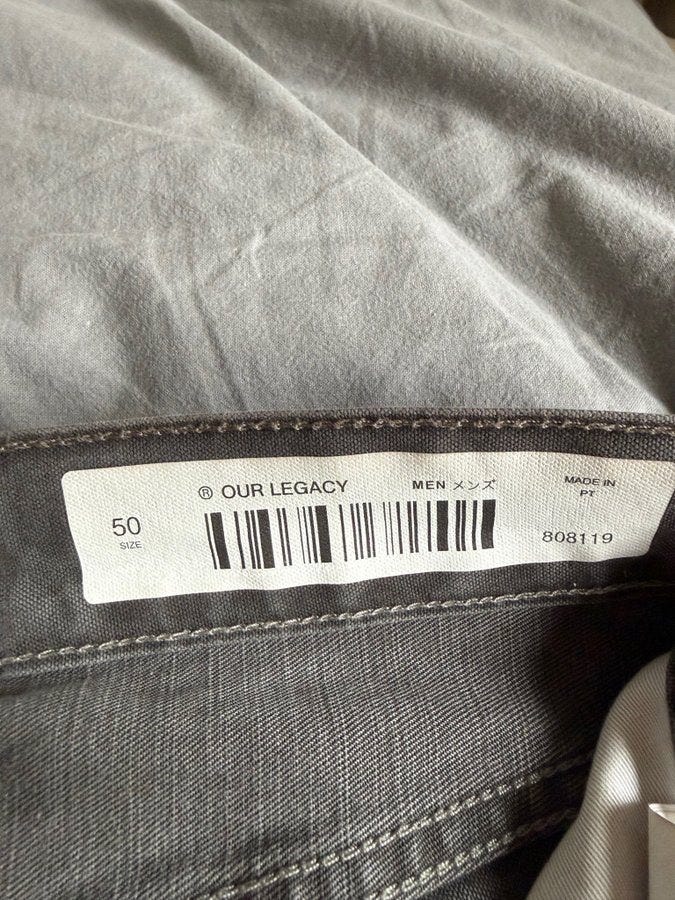 ® OUR LEGACY
MEN メンズ
MADE IN
PT
50
SIZE
808119